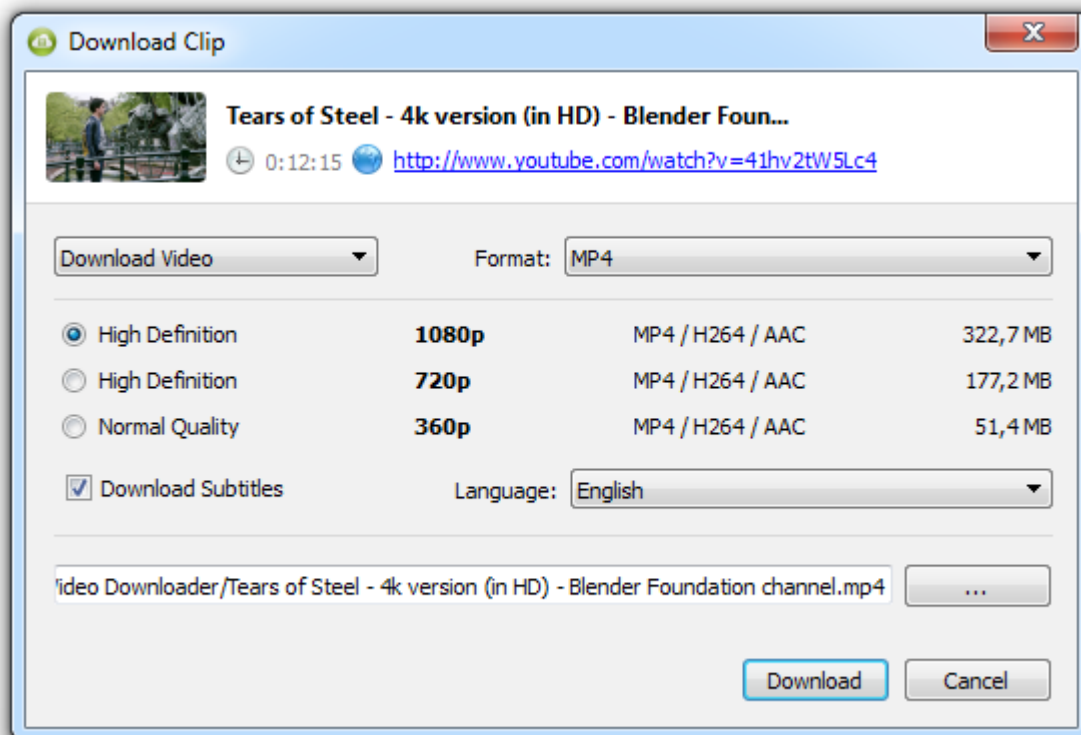 Download Clip
Tears of Steel - 4k version (in HD) - Blender Foun...
0:12:15 http://www.youtube.com/watch?v=41hv2tW5Lc4
Download Video Format: MP4
High Definition 1080p MP4 / H264 / AAC 322,7 MB
High Definition 720p MP4 / H264 / AAC 177,2 MB
Normal Quality 360p MP4 / H264 / AAC 51,4 MB
Download Subtitles Language: English
ideo Downloader/Tears of Steel - 4k version (in HD) - Blender Foundation channel.mp4 ...
Download Cancel